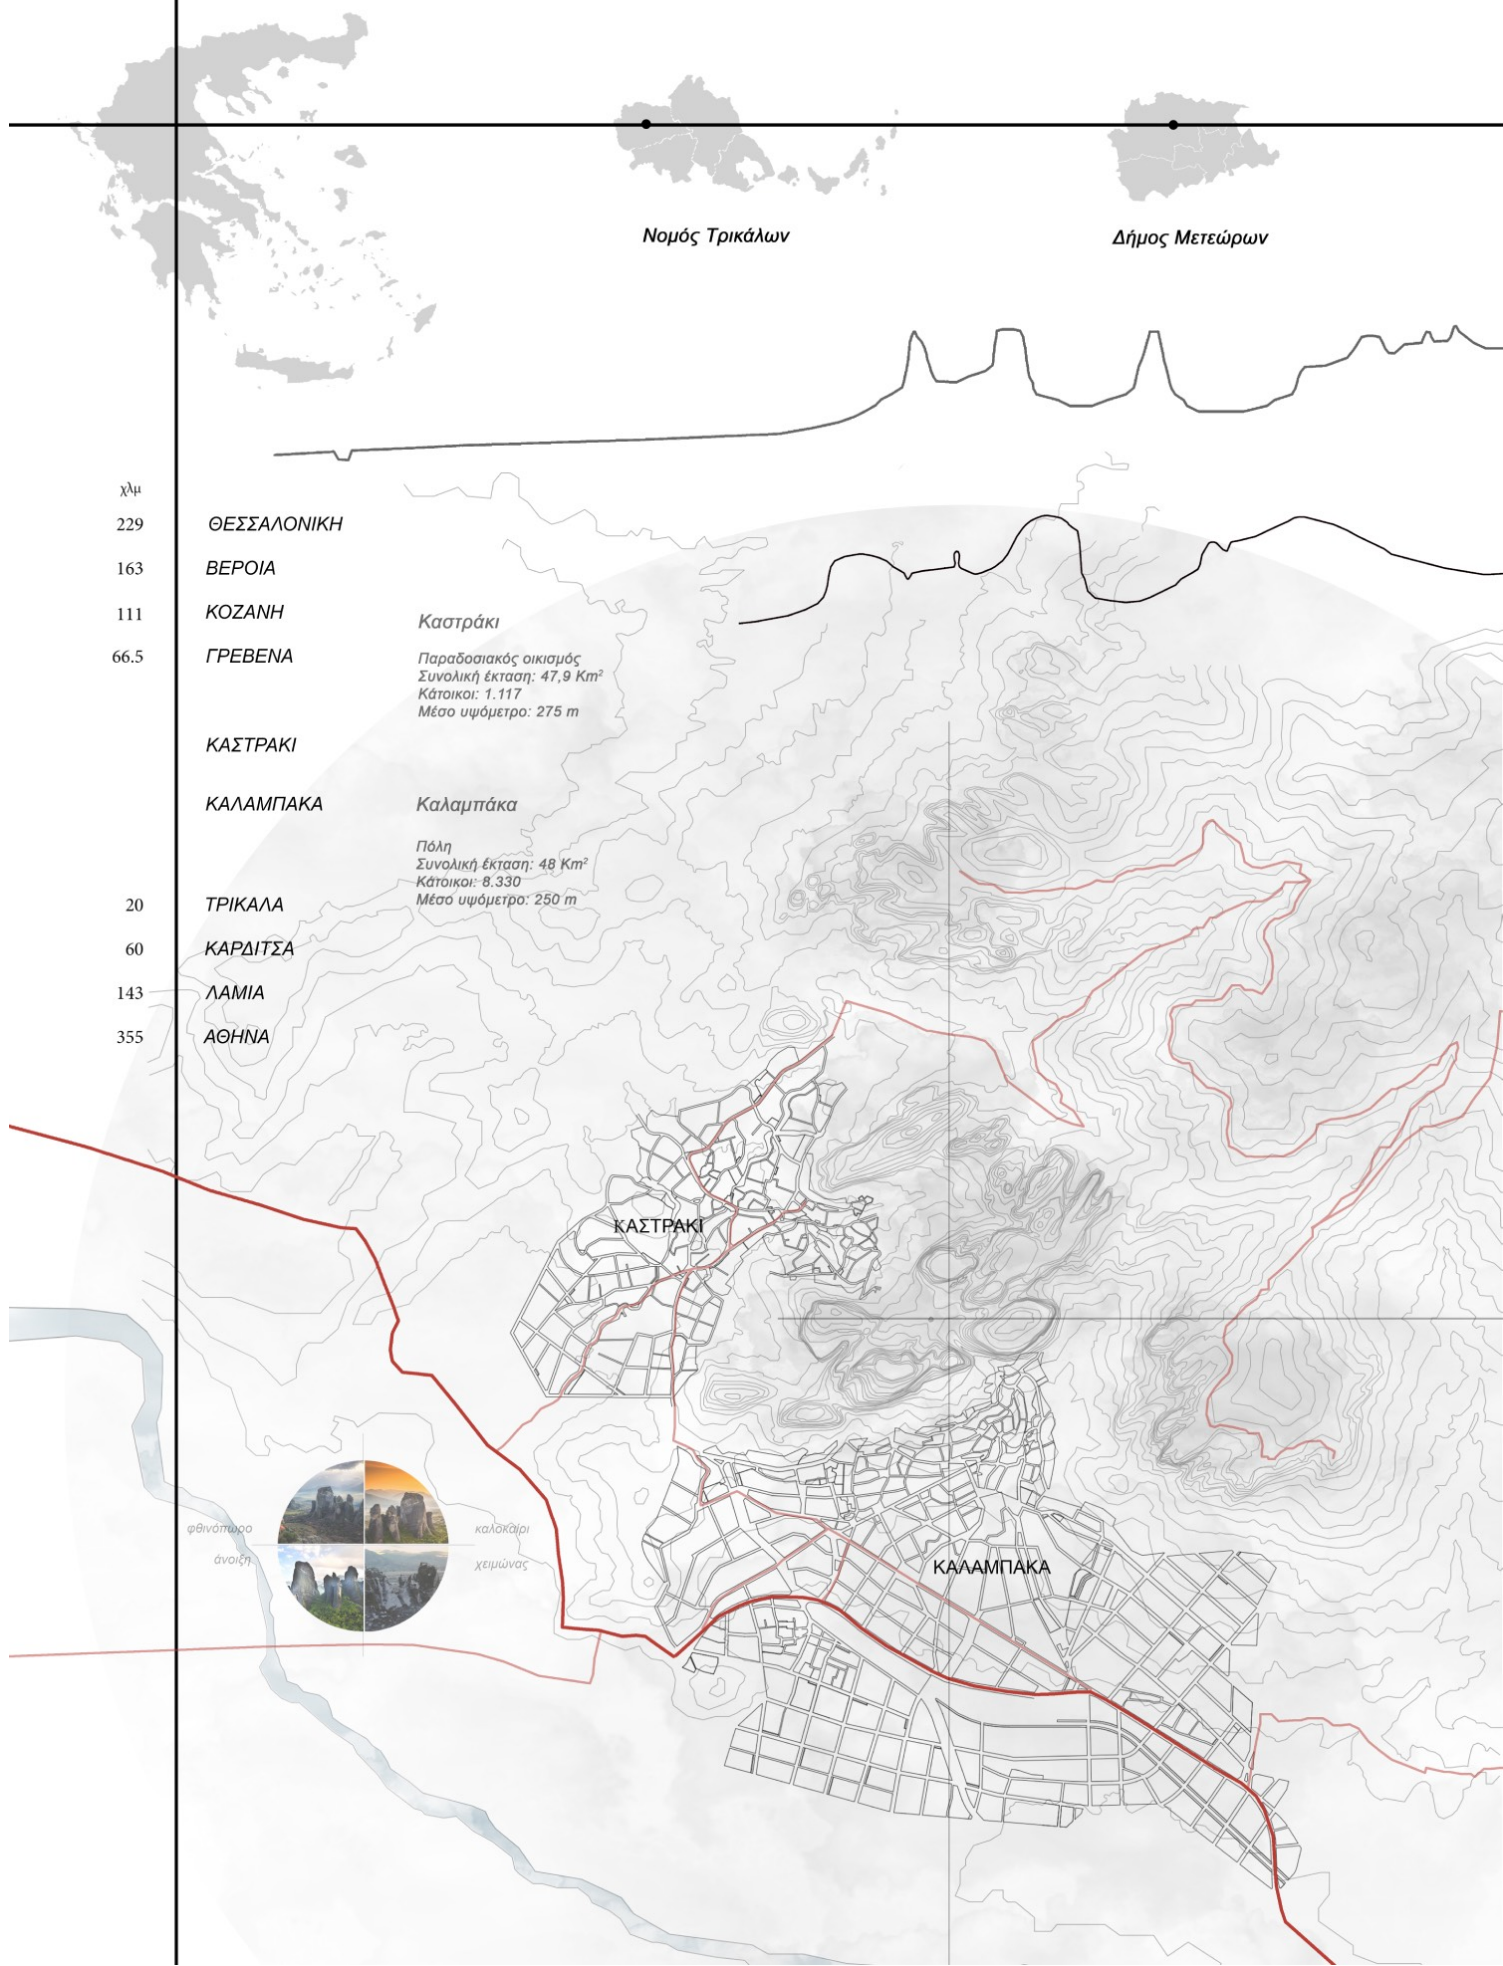 Νομός Τρικάλων
Δήμος Μετεώρων
χλμ
229 ΘΕΣΣΑΛΟΝΙΚΗ
163 ΒΕΡΟΙΑ
111 ΚΟΖΑΝΗ
66.5 ΓΡΕΒΕΝΑ
Καστράκι
Παραδοσιακός οικισμός
Συνολική έκταση: 47,9 Km²
Κάτοικοι: 1.117
Μέσο υψόμετρο: 275 m
ΚΑΣΤΡΑΚΙ
ΚΑΛΑΜΠΑΚΑ
Καλαμπάκα
Πόλη
Συνολική έκταση: 48 Km²
Κάτοικοι: 8.330
Μέσο υψόμετρο: 250 m
20 ΤΡΙΚΑΛΑ
60 ΚΑΡΔΙΤΣΑ
143 ΛΑΜΙΑ
355 ΑΘΗΝΑ
ΚΑΣΤΡΑΚΙ
φθινόπωρο
καλοκαίρι
άνοιξη
χειμώνας
ΚΑΛΑΜΠΑΚΑ